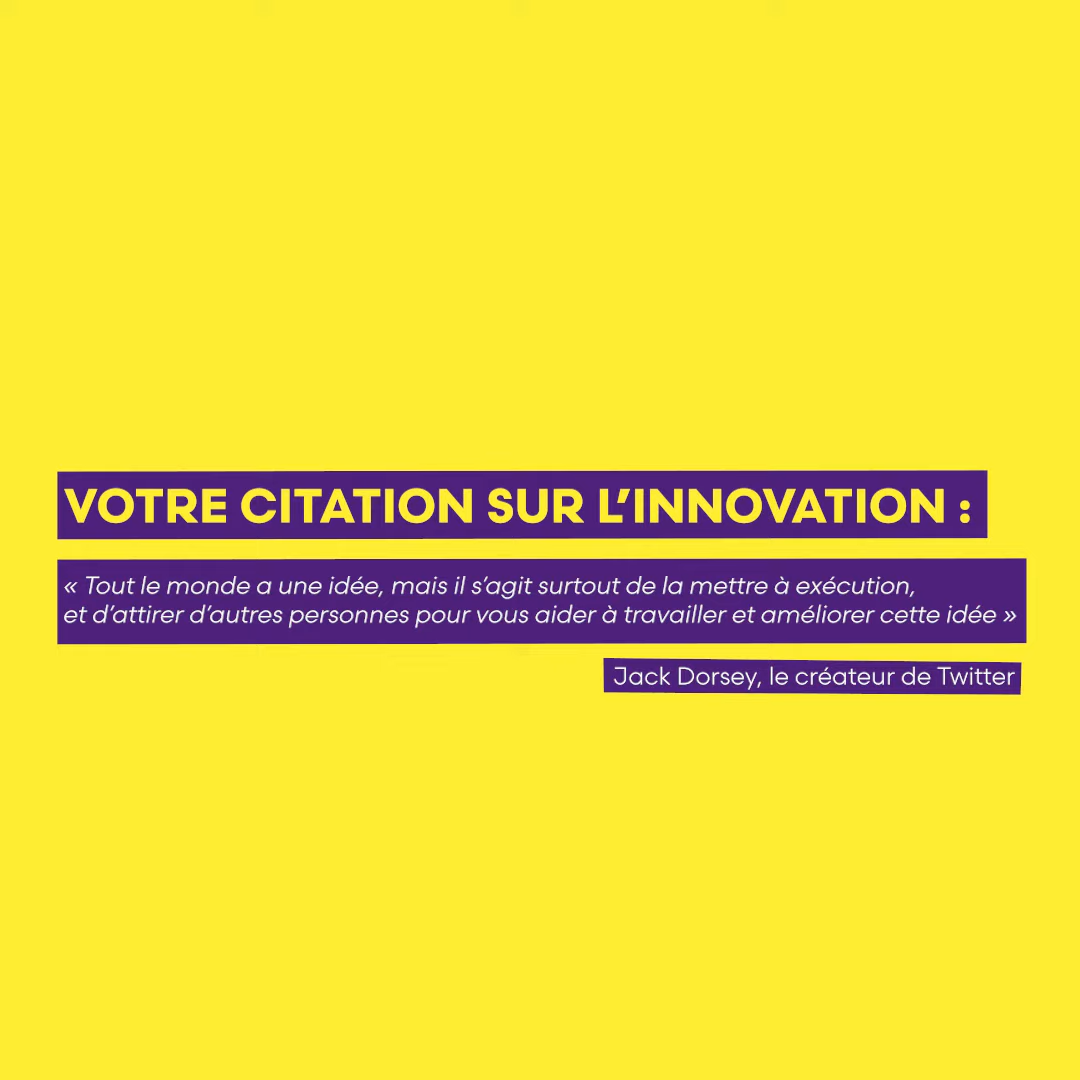 VOTRE CITATION SUR L’INNOVATION :
« Tout le monde a une idée, mais il s’agit surtout de la mettre à exécution,
et d’attirer d’autres personnes pour vous aider à travailler et améliorer cette idée »
Jack Dorsey, le créateur de Twitter